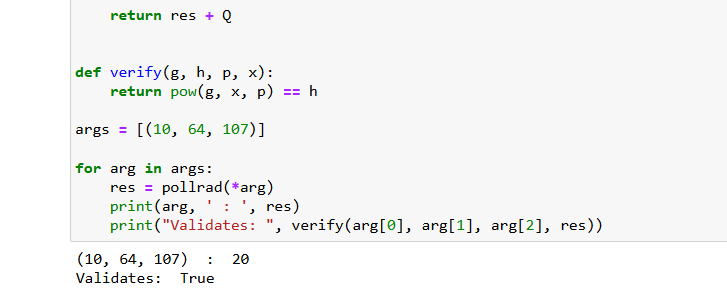 return res + Q
def verify(g, h, p, x):
return pow(g, x, p) == h
args = [(10, 64, 107)]
for arg in args:
res = pollrad(*arg)
print(arg, ' : ', res)
print("Validates: ", verify(arg[0], arg[1], arg[2], res))
(10, 64, 107)  :  20
Validates:  True